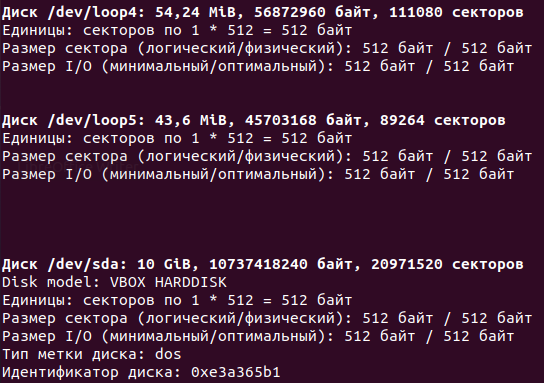 Диск /dev/loop4: 54,24 MiB, 56872960 байт, 111080 секторов
Единицы: секторов по 1 * 512 = 512 байт
Размер сектора (логический/физический): 512 байт / 512 байт
Размер I/O (минимальный/оптимальный): 512 байт / 512 байт
Диск /dev/loop5: 43,6 MiB, 45703168 байт, 89264 секторов
Единицы: секторов по 1 * 512 = 512 байт
Размер сектора (логический/физический): 512 байт / 512 байт
Размер I/O (минимальный/оптимальный): 512 байт / 512 байт
Диск /dev/sda: 10 GiB, 10737418240 байт, 20971520 секторов
Disk model: VBOX HARDDISK
Единицы: секторов по 1 * 512 = 512 байт
Размер сектора (логический/физический): 512 байт / 512 байт
Размер I/O (минимальный/оптимальный): 512 байт / 512 байт
Тип метки диска: dos
Идентификатор диска: 0xe3a365b1